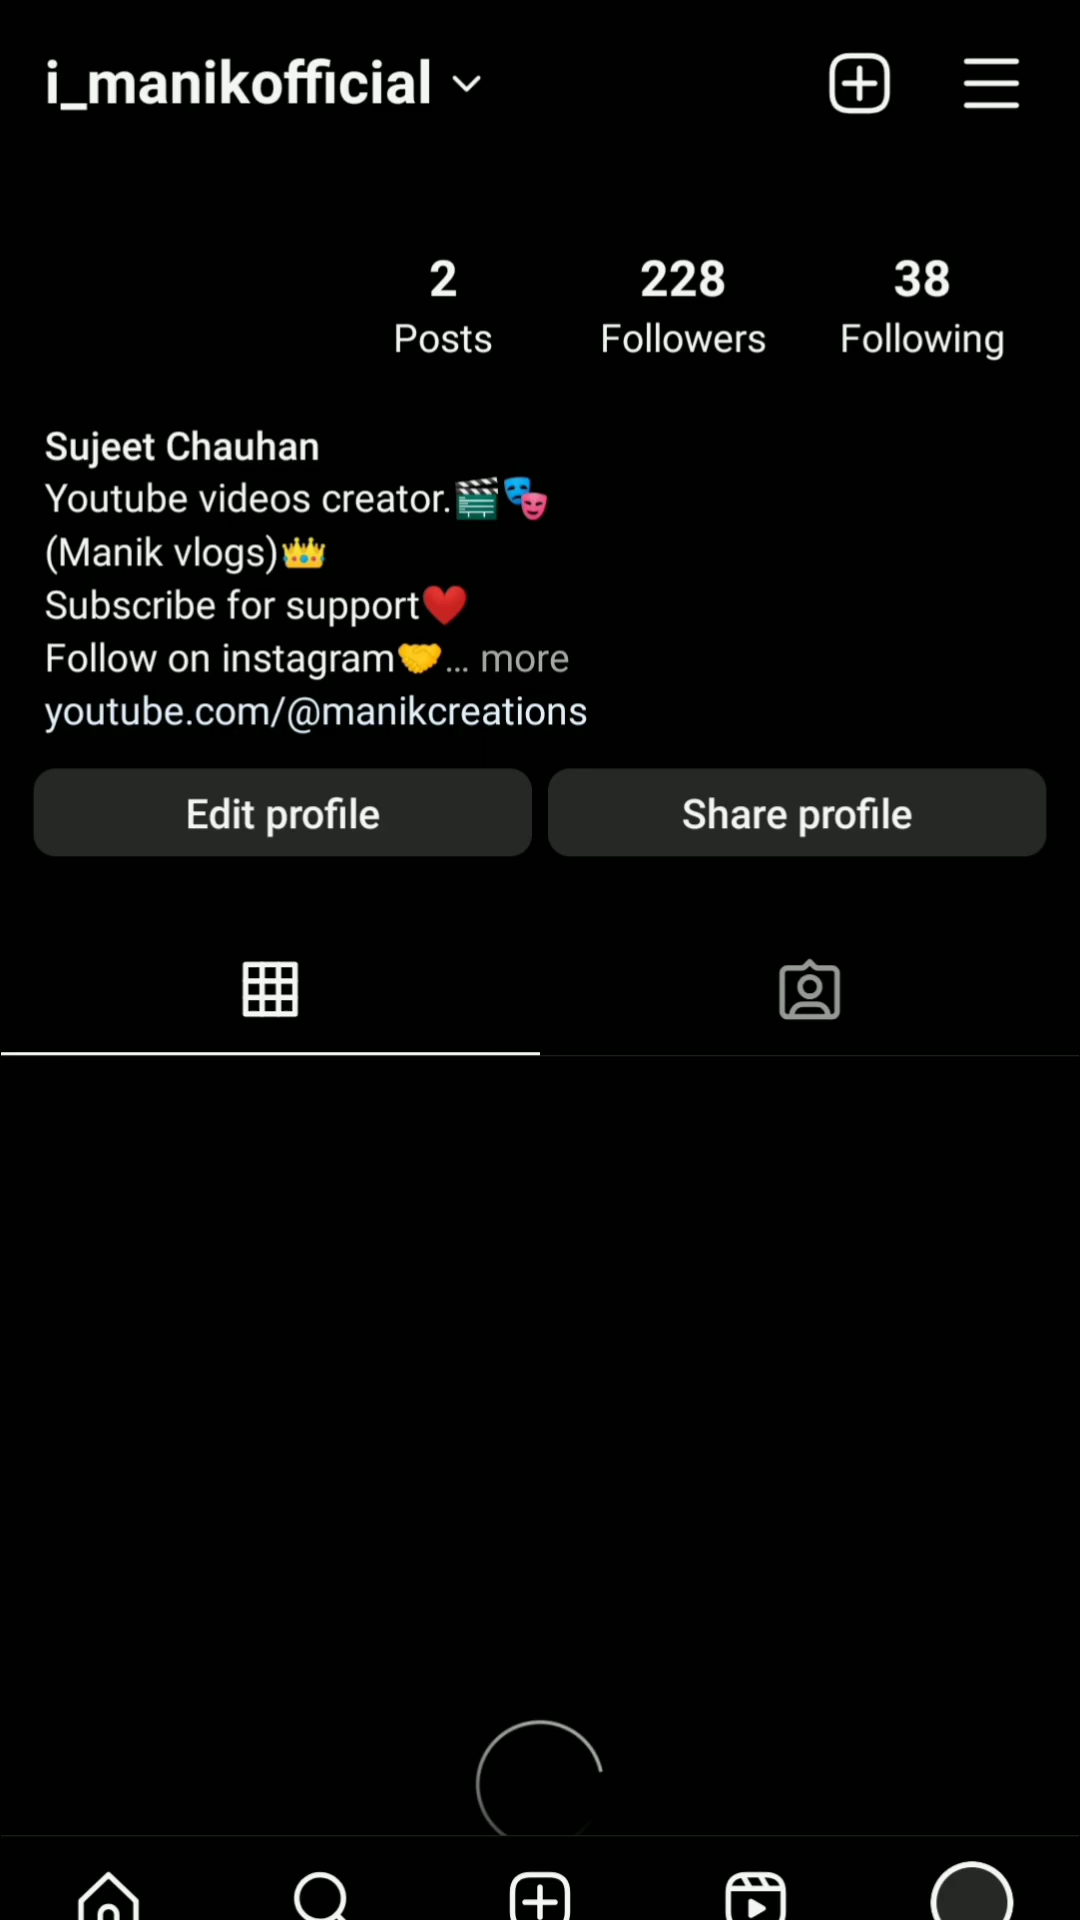 i_manikofficial
2 228 38
Posts Followers Following
Sujeet Chauhan
Youtube videos creator.🎬🎭
(Manik vlogs)👑
Subscribe for support❤️
Follow on instagram🤝... more
youtube.com/@manikcreations
Edit profile Share profile